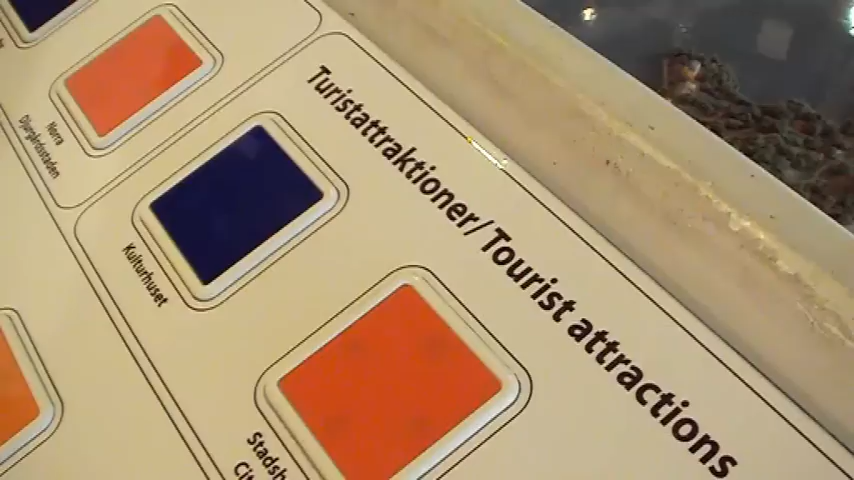 Turistattraktioner/Tourist attractions
Norra
Djurgårdsstaden
Kulturhuset